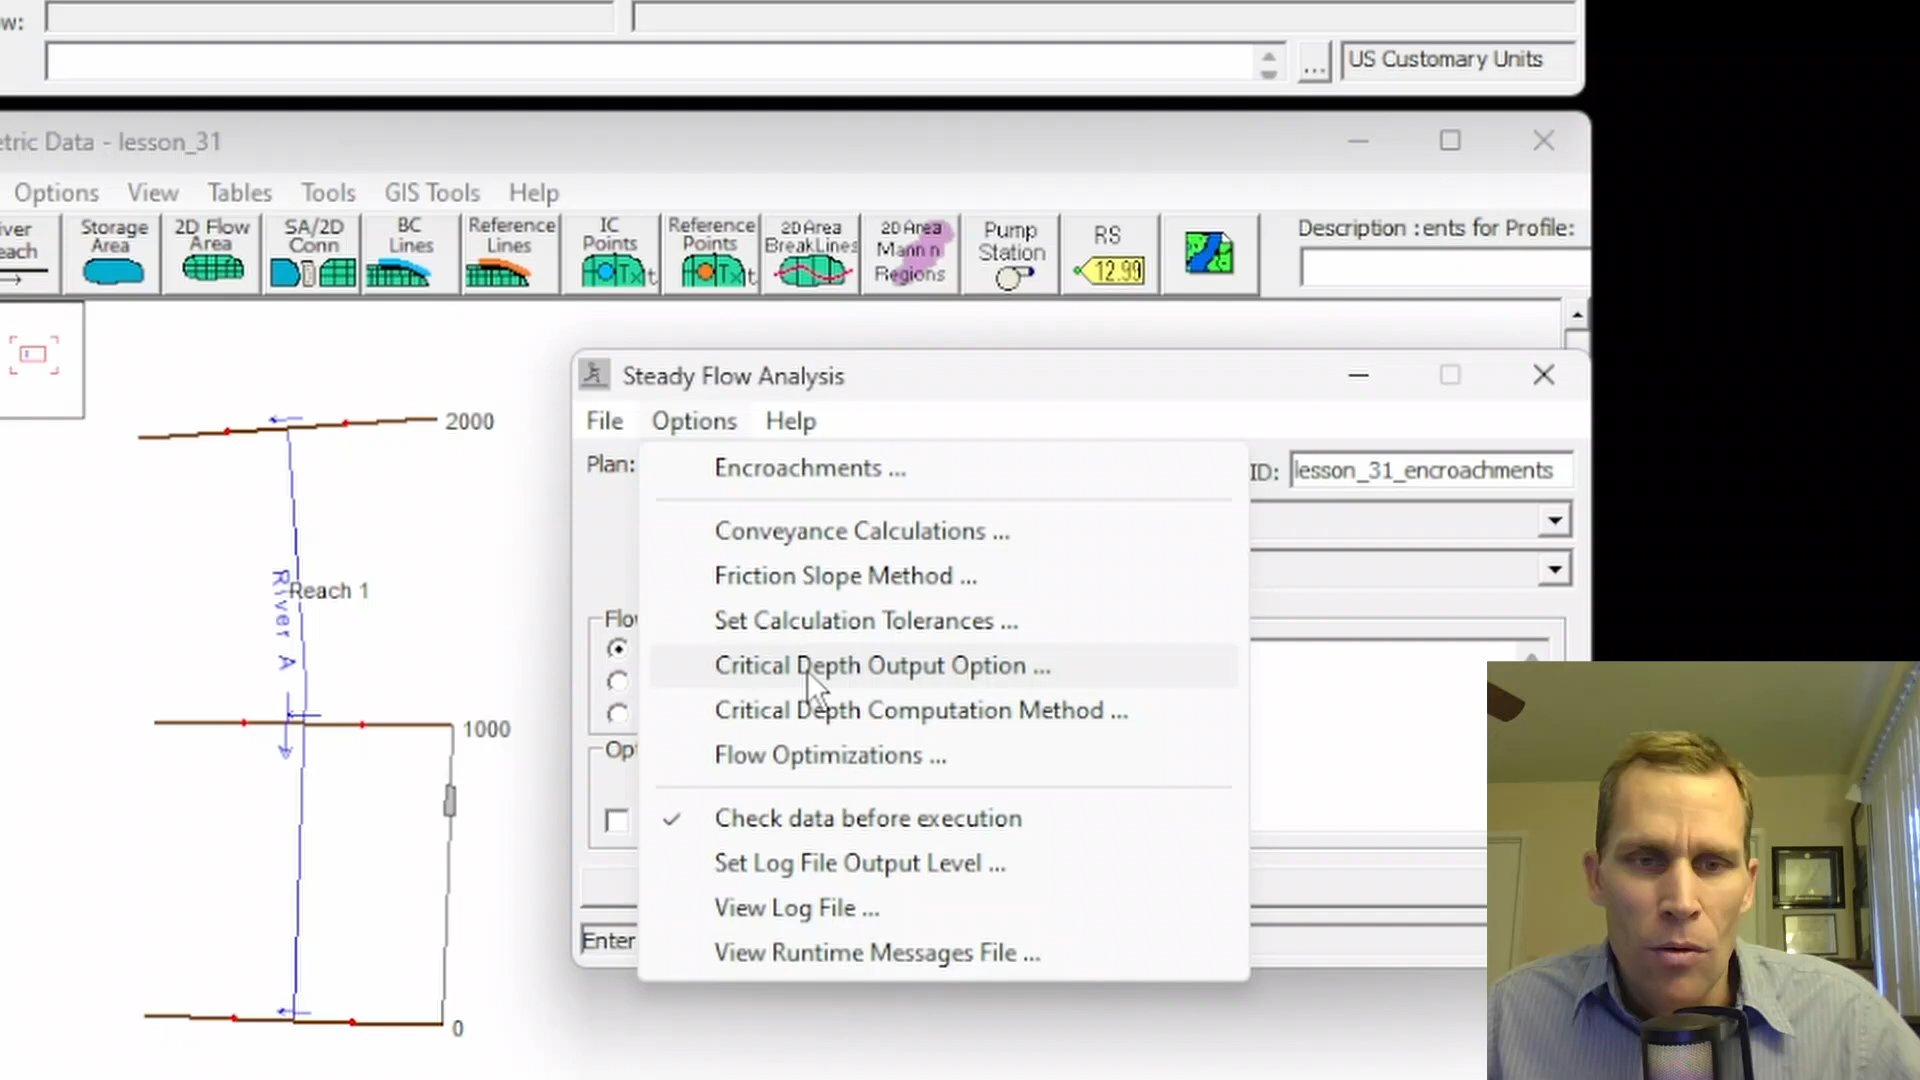 w:
...
US Customary Units
etric Data - lesson_31
Options View Tables Tools GIS Tools Help
iver
each
Storage
Area
2D Flow
Area
SA/2D
Conn
BC
Lines
Reference
Lines
IC
Points
Reference
Points
2D Area
BreakLines
2D Area
Mann n
Regions
Pump
Station
RS
12.99
Description :ents for Profile:
2000
Reach 1
River A
1000
0
Steady Flow Analysis
File Options Help
Plan:
ID: lesson_31_encroachments
Encroachments ...
Conveyance Calculations ...
Friction Slope Method ...
Set Calculation Tolerances ...
Critical Depth Output Option ...
Critical Depth Computation Method ...
Flow Optimizations ...
Check data before execution
Set Log File Output Level ...
View Log File ...
View Runtime Messages File ...
Flo
Opt
Enter